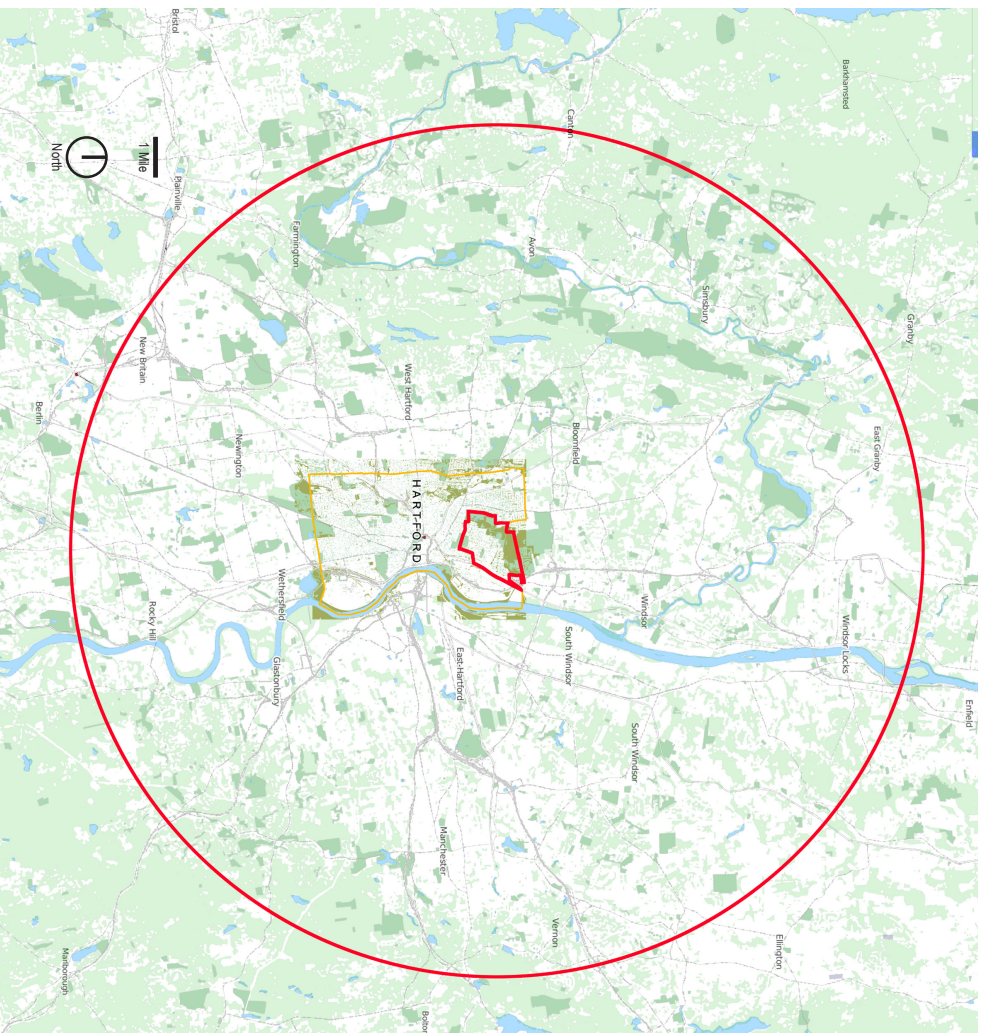 Enfield
Granby
East Granby
Barkhamsted
Windsor Locks
Ellington
Simsbury
Windsor
South Windsor
Bloomfield
Canton
South Windsor
Vernon
Avon
East Hartford
Manchester
Bolton
HARTFORD
West Hartford
Farmington
Wethersfield
Glastonbury
Newington
Bristol
Plainville
Rocky Hill
New Britain
1 Mile
Marlborough
North
Berlin